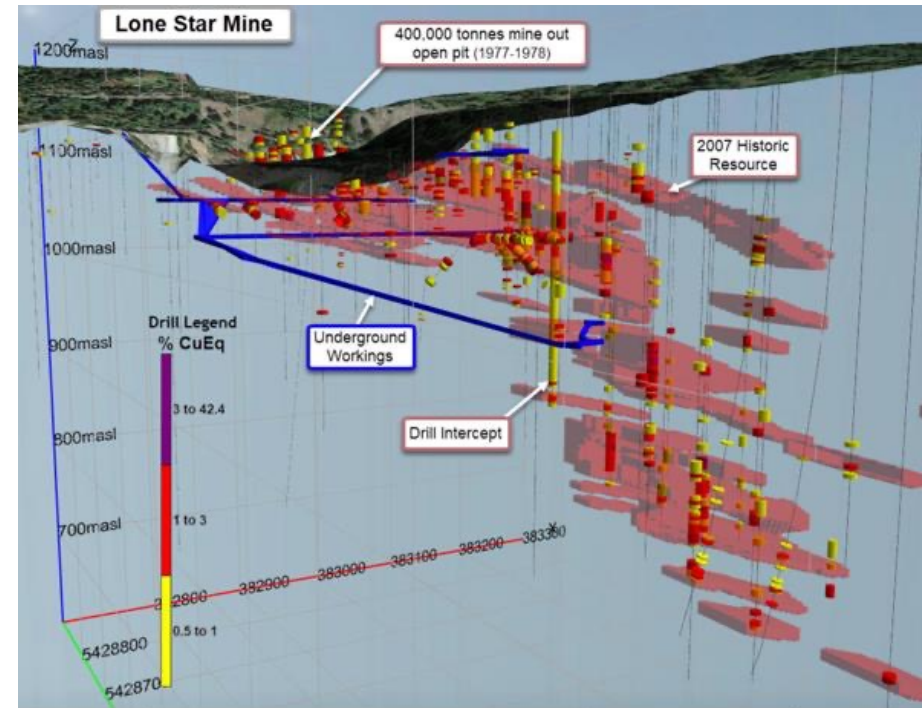 Lone Star Mine
400,000 tonnes mine out
open pit (1977-1978)
1200masl
Z
1100masl
2007 Historic
Resource
1000masl
Drill Legend
% CuEq
Underground
Workings
900masl
3 to 42.4
Drill Intercept
800masl
1 to 3
700masl
X
382900
383000
383100
383200
0.5 to 1
5428800